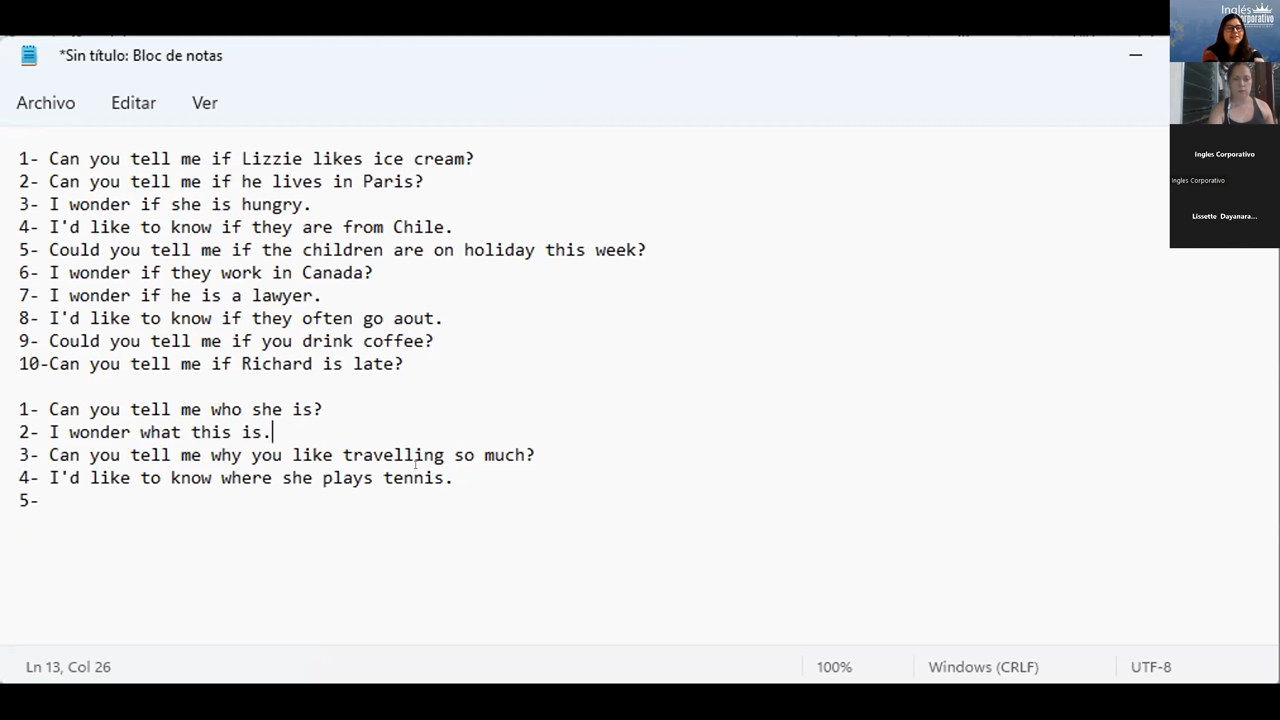 *Sin título: Bloc de notas
Archivo
Editar
Ver
1- Can you tell me if Lizzie likes ice cream?
2- Can you tell me if he lives in Paris?
3- I wonder if she is hungry.
4- I'd like to know if they are from Chile.
5- Could you tell me if the children are on holiday this week?
6- I wonder if they work in Canada?
7- I wonder if he is a lawyer.
8- I'd like to know if they often go aout.
9- Could you tell me if you drink coffee?
10-Can you tell me if Richard is late?
1- Can you tell me who she is?
2- I wonder what this is.
3- Can you tell me why you like travelling so much?
4- I'd like to know where she plays tennis.
5-
Ln 13, Col 26
100%
Windows (CRLF)
UTF-8
Inglés
Corporativo
Ingles Corporativo
Ingles Corporativo
Lissette Dayanara...